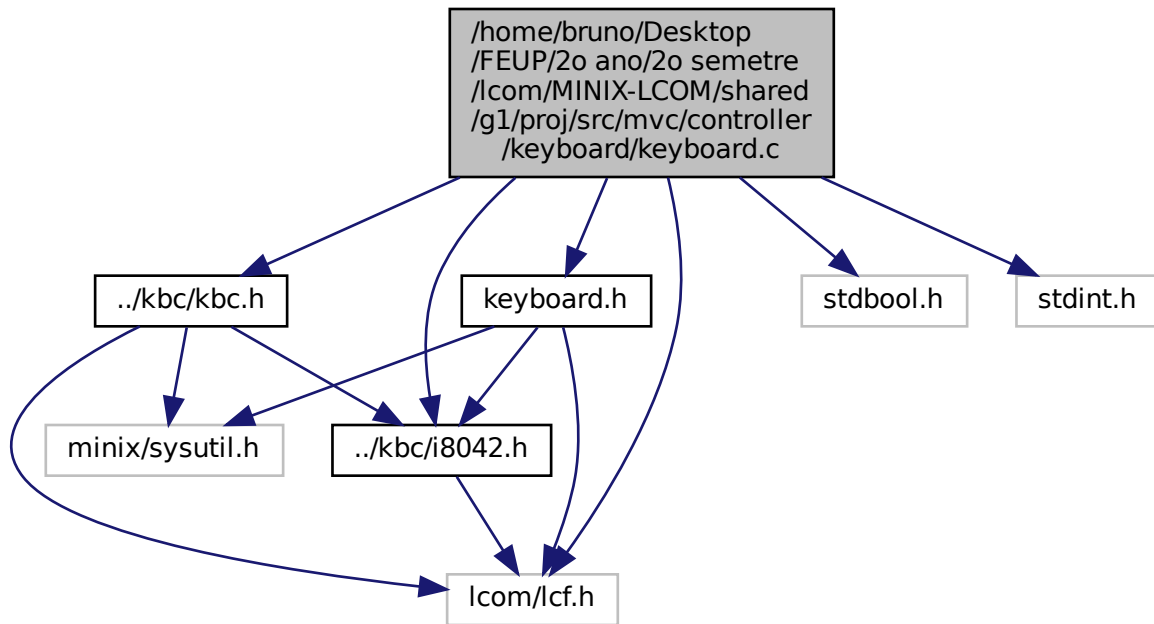 /home/bruno/Desktop
/FEUP/2o ano/2o semetre
/lcom/MINIX-LCOM/shared
/g1/proj/src/mvc/controller
/keyboard/keyboard.c
../kbc/kbc.h
keyboard.h
stdbool.h
stdint.h
minix/sysutil.h
../kbc/i8042.h
lcom/lcf.h